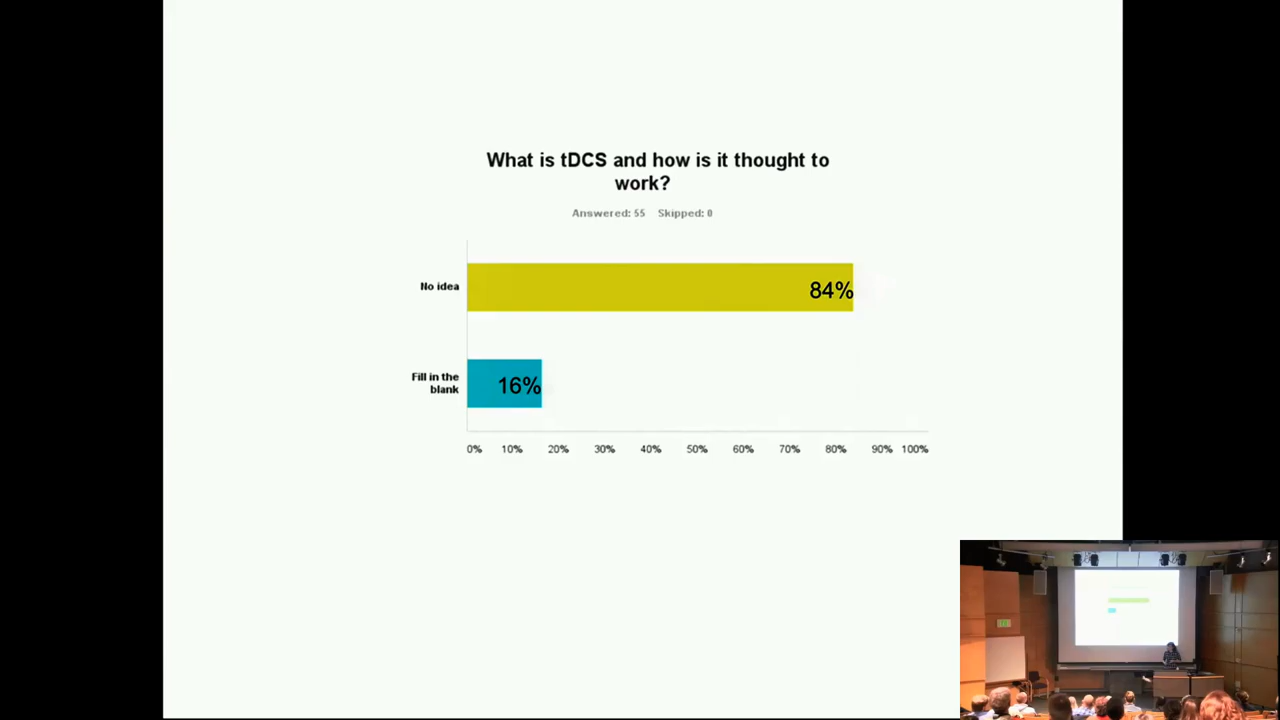 What is tDCS and how is it thought to
work?
Answered: 55 Skipped: 0
No idea
84%
Fill in the
blank
16%
0% 10% 20% 30% 40% 50% 60% 70% 80% 90% 100%